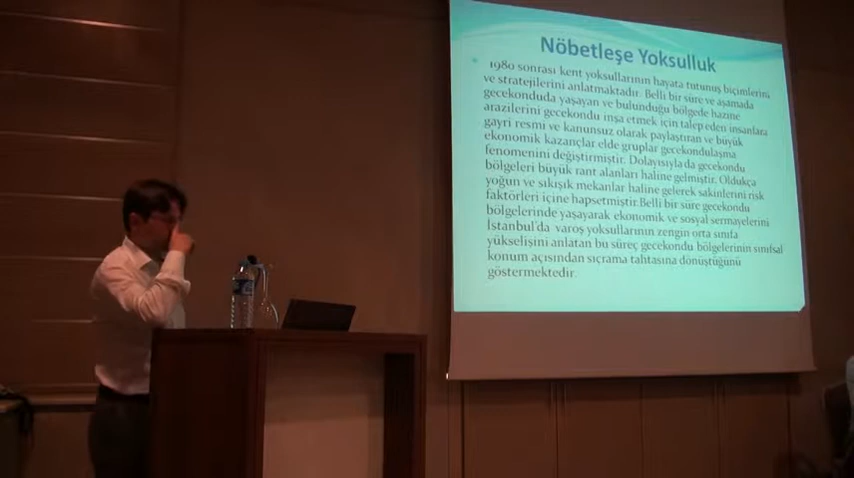 Nöbetleşe Yoksulluk
1980 sonrası kent yoksullarının hayata tutunuş biçimlerini
ve stratejilerini anlatmaktadır. Belli bir süre ve aşamada
gecekonduda yaşayan ve bulunduğu bölgede hazine
arazilerini gecekondu inşa etmek için talep eden insanlara
gayri resmi ve kanunsuz olarak paylaştıran ve büyük
ekonomik kazançlar elde gruplar gecekondulaşma
fenomenini değiştirmiştir. Dolayısıyla da gecekondu
bölgeleri büyük rant alanları haline gelmiştir. Oldukça
yoğun ve sıkışık mekanlar haline gelerek sakinlerini risk
faktörleri içine hapsetmiştir.Belli bir süre gecekondu
bölgelerinde yaşayarak ekonomik ve sosyal sermayelerini
İstanbul'da varoş yoksullarının zengin orta sınıfa
yükselişini anlatan bu süreç gecekondu bölgelerinin sınıfsal
konum açısından sıçrama tahtasına dönüştüğünü
göstermektedir.